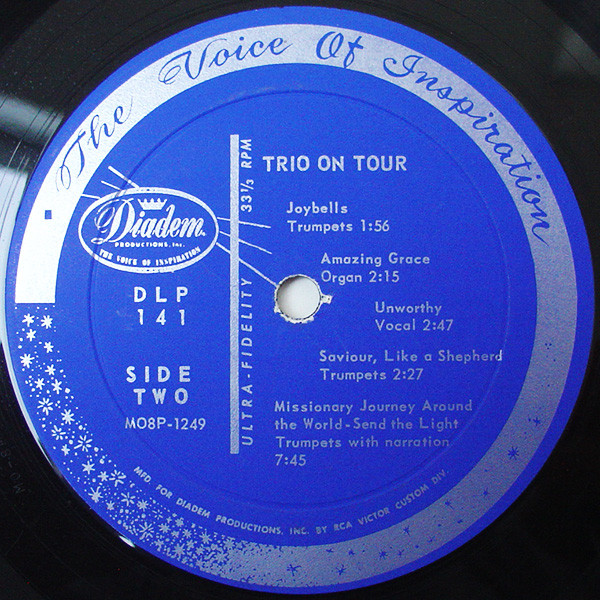 The Voice Of Inspiration
Diadem
PRODUCTIONS, Inc.
THE VOICE OF INSPIRATION
DLP
141
SIDE
TWO
MO8P-1249
ULTRA-FIDELITY 33⅓ RPM
TRIO ON TOUR
Joybells
Trumpets 1:56
Amazing Grace
Organ 2:15
Unworthy
Vocal 2:47
Saviour, Like a Shepherd
Trumpets 2:27
Missionary Journey Around
the World-Send the Light
Trumpets with narration
7:45
MFD. FOR DIADEM PRODUCTIONS, INC. BY RCA VICTOR CUSTOM DIV.